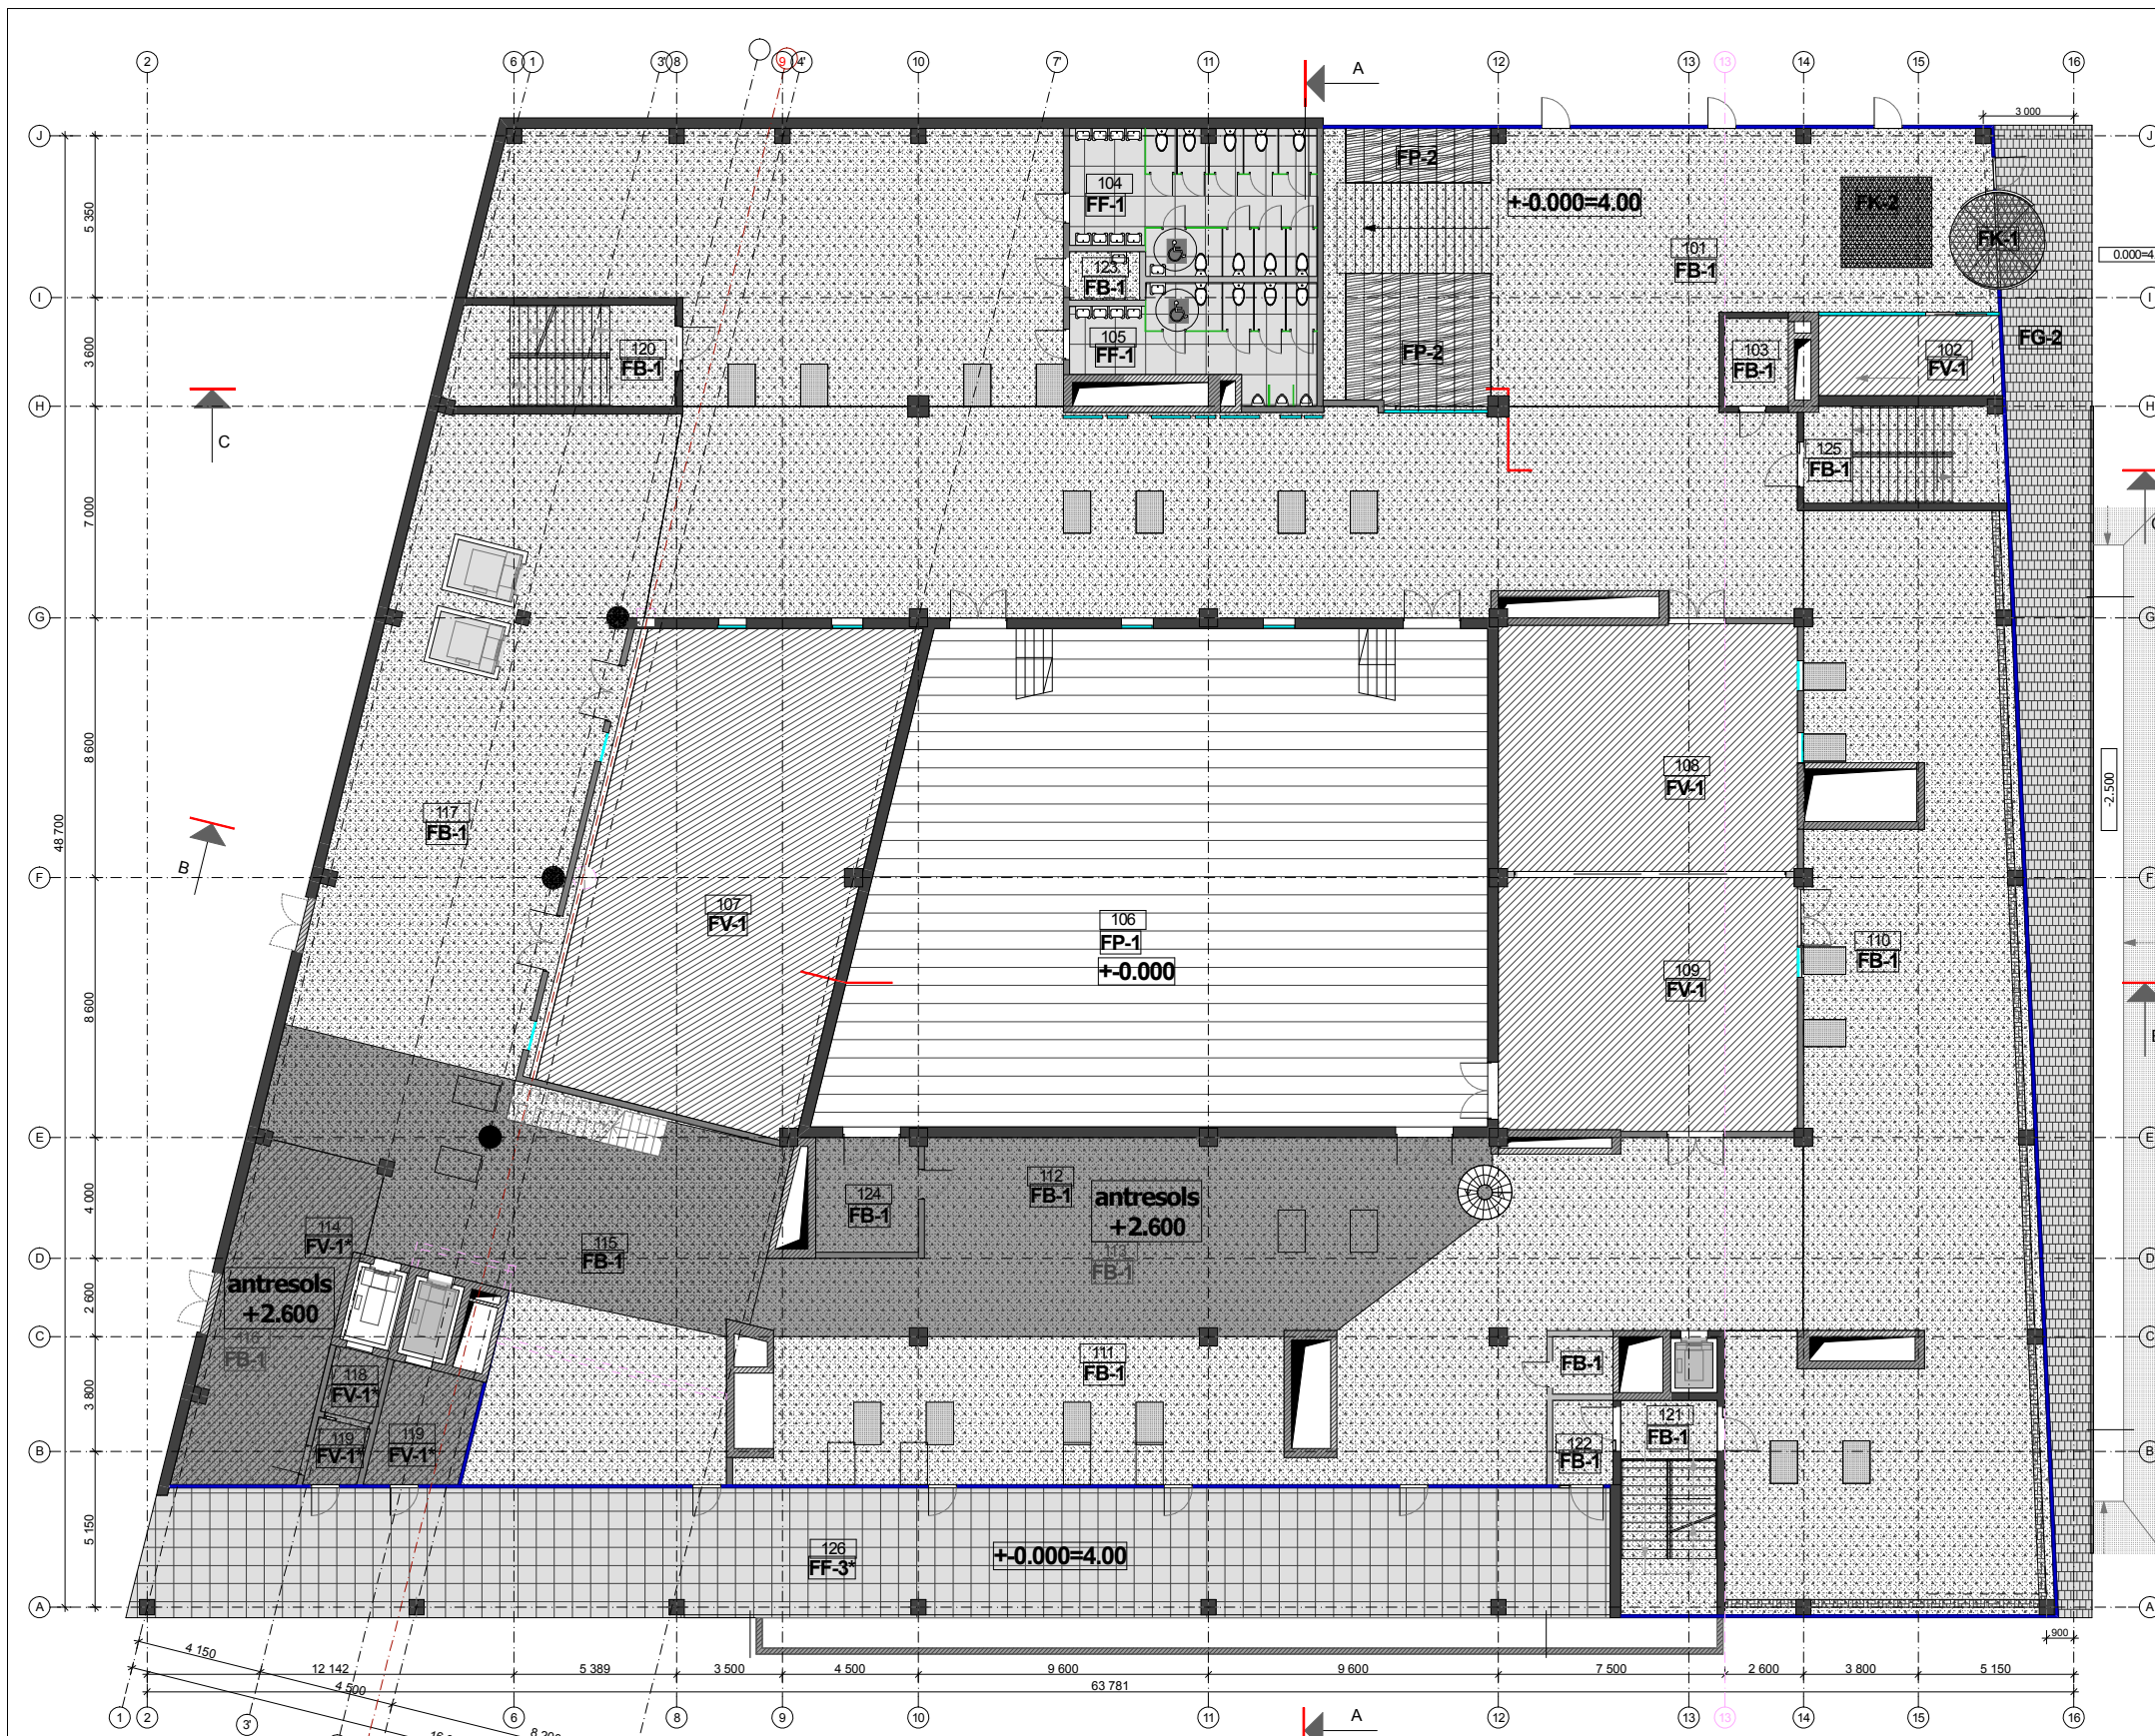 2
6
1
3'
8
9
4'
10
7'
11
A
12
13
13
14
15
16
3 000
J
J
FP-2
104
FF-1
+-0.000=4.00
FK-2
5 350
101
FB-1
FK-1
123
FB-1
0.000=4
I
I
105
FF-1
120
FB-1
FP-2
103
FB-1
102
FV-1
FG-2
3 600
H
H
C
125
FB-1
7 000
G
G
8 600
108
FV-1
-2.500
117
FB-1
48 700
B
F
F
107
FV-1
106
FP-1
+-0.000
110
FB-1
109
FV-1
8 600
E
E
112
FB-1
124
FB-1
antresols
+2.600
4 000
114
FV-1*
115
FB-1
113
FB-1
D
D
antresols
+2.600
2 600
116
FB-1
C
C
111
FB-1
FB-1
118
FV-1*
3 800
119
FV-1*
119
FV-1*
121
FB-1
122
FB-1
B
B
5 150
126
FF-3*
+-0.000=4.00
A
A
900
4 150
12 142
5 389
3 500
4 500
9 600
9 600
7 500
2 600
3 800
5 150
4 500
63 781
8 200
1
2
3'
6
8
9
10
11
A
12
13
13
14
15
16